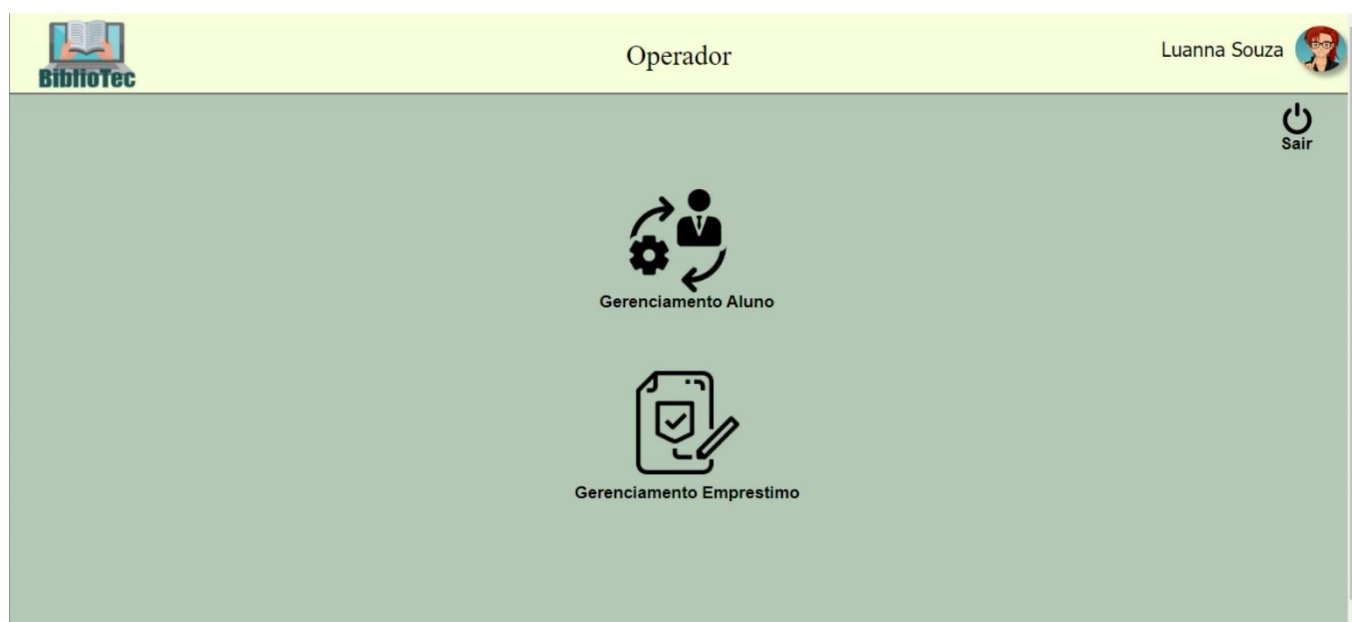 BiblioTec
Operador
Luanna Souza
Sair
Gerenciamento Aluno
Gerenciamento Emprestimo